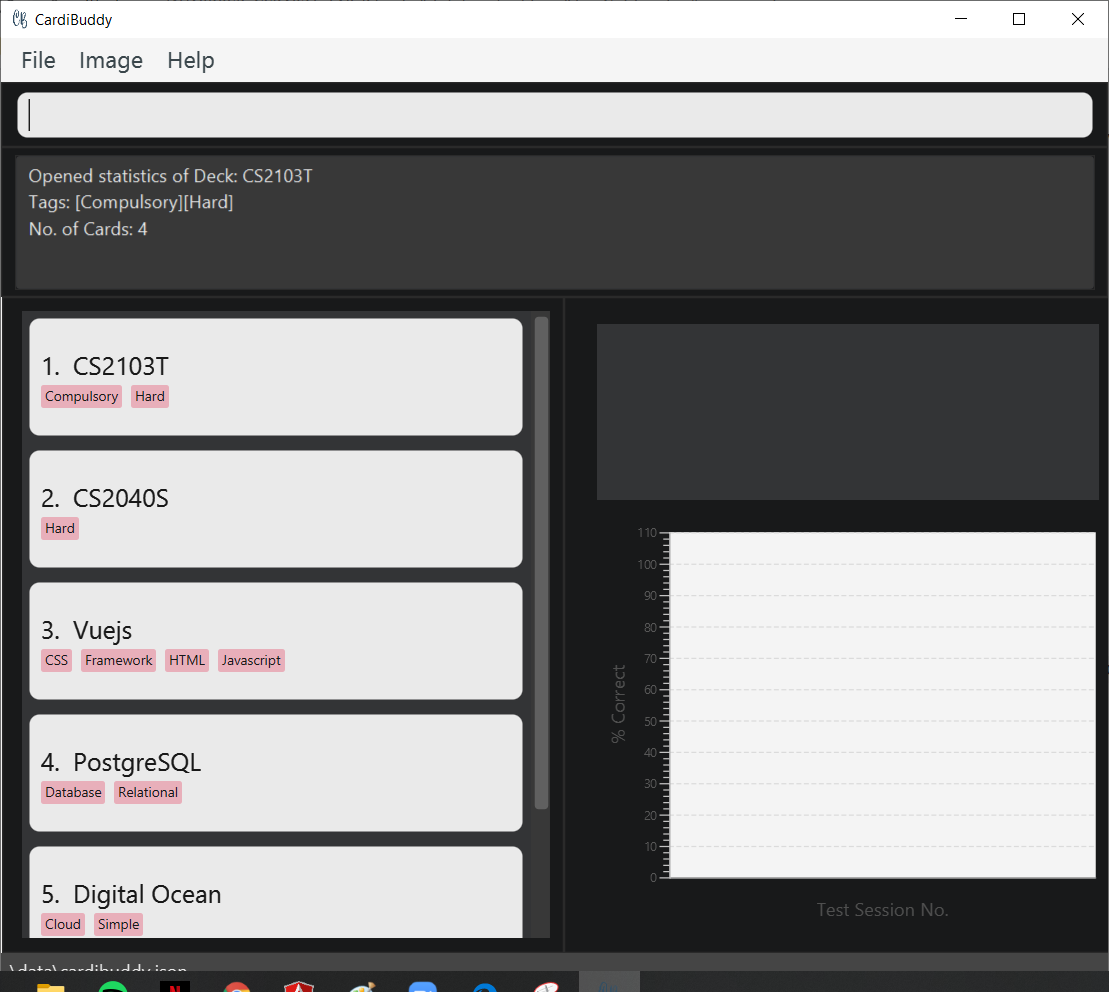 CardiBuddy
File Image Help
Opened statistics of Deck: CS2103T
Tags: [Compulsory][Hard]
No. of Cards: 4
1. CS2103T
Compulsory Hard
2. CS2040S
Hard
3. Vuejs
CSS Framework HTML Javascript
4. PostgreSQL
Database Relational
5. Digital Ocean
Cloud Simple
110
100
90
80
70
60
50
40
30
20
10
0
% Correct
Test Session No.
\data\cardibuddy.json